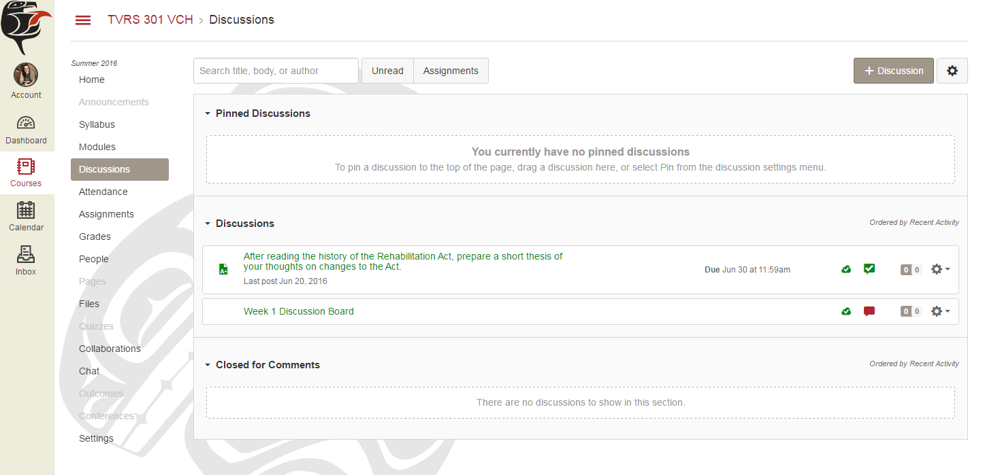 TVRS 301 VCH > Discussions
Account
Dashboard
Courses
Calendar
Inbox
Summer 2016
Home
Announcements
Syllabus
Modules
Discussions
Attendance
Assignments
Grades
People
Pages
Files
Quizzes
Collaborations
Chat
Outcomes
Conferences
Settings
Search title, body, or author
Unread
Assignments
+ Discussion
Pinned Discussions
You currently have no pinned discussions
To pin a discussion to the top of the page, drag a discussion here, or select Pin from the discussion settings menu.
Discussions
Ordered by Recent Activity
A+
After reading the history of the Rehabilitation Act, prepare a short thesis of
your thoughts on changes to the Act.
Last post Jun 20, 2016
Due Jun 30 at 11:59am
0 0
Week 1 Discussion Board
0 0
Closed for Comments
Ordered by Recent Activity
There are no discussions to show in this section.